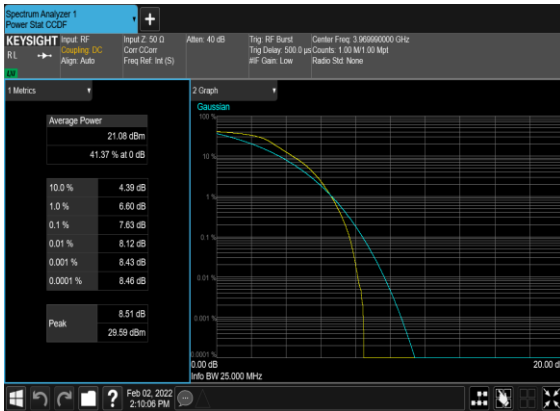 Spectrum Analyzer 1
Power Stat CCDF
+
KEYSIGHT
RL
Input: RF
Coupling: DC
Align: Auto
Input Z: 50 Ω
Corr CCorr
Freq Ref: Int (S)
Atten: 40 dB
Trig: RF Burst
Trig Delay: 500.0 µs
#IF Gain: Low
Center Freq: 3.969990000 GHz
Counts: 1.00 M/1.00 Mpt
Radio Std: None
1 Metrics
Average Power
21.08 dBm
41.37 % at 0 dB
10.0 % 4.39 dB
1.0 % 6.60 dB
0.1 % 7.63 dB
0.01 % 8.12 dB
0.001 % 8.43 dB
0.0001 % 8.46 dB
Peak
8.51 dB
29.59 dBm
2 Graph
Gaussian
100 %
10 %
1 %
0.1 %
0.01 %
0.001 %
0.0001 %
0.00 dB
20.00 d
Info BW 25.000 MHz
?
Feb 02, 2022
2:10:06 PM